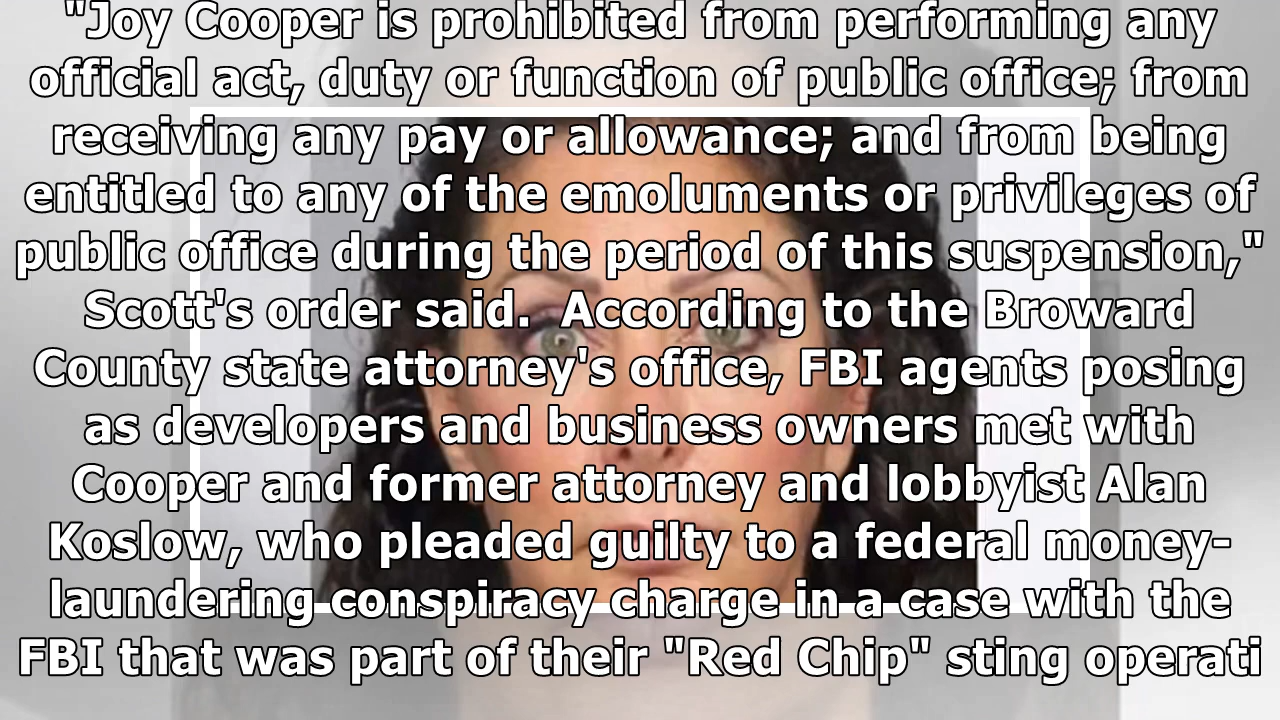 "Joy Cooper is prohibited from performing any
official act, duty or function of public office; from
receiving any pay or allowance; and from being
entitled to any of the emoluments or privileges of
public office during the period of this suspension,"
Scott's order said.  According to the Broward
County state attorney's office, FBI agents posing
as developers and business owners met with
Cooper and former attorney and lobbyist Alan
Koslow, who pleaded guilty to a federal money-
laundering conspiracy charge in a case with the
FBI that was part of their "Red Chip" sting operati